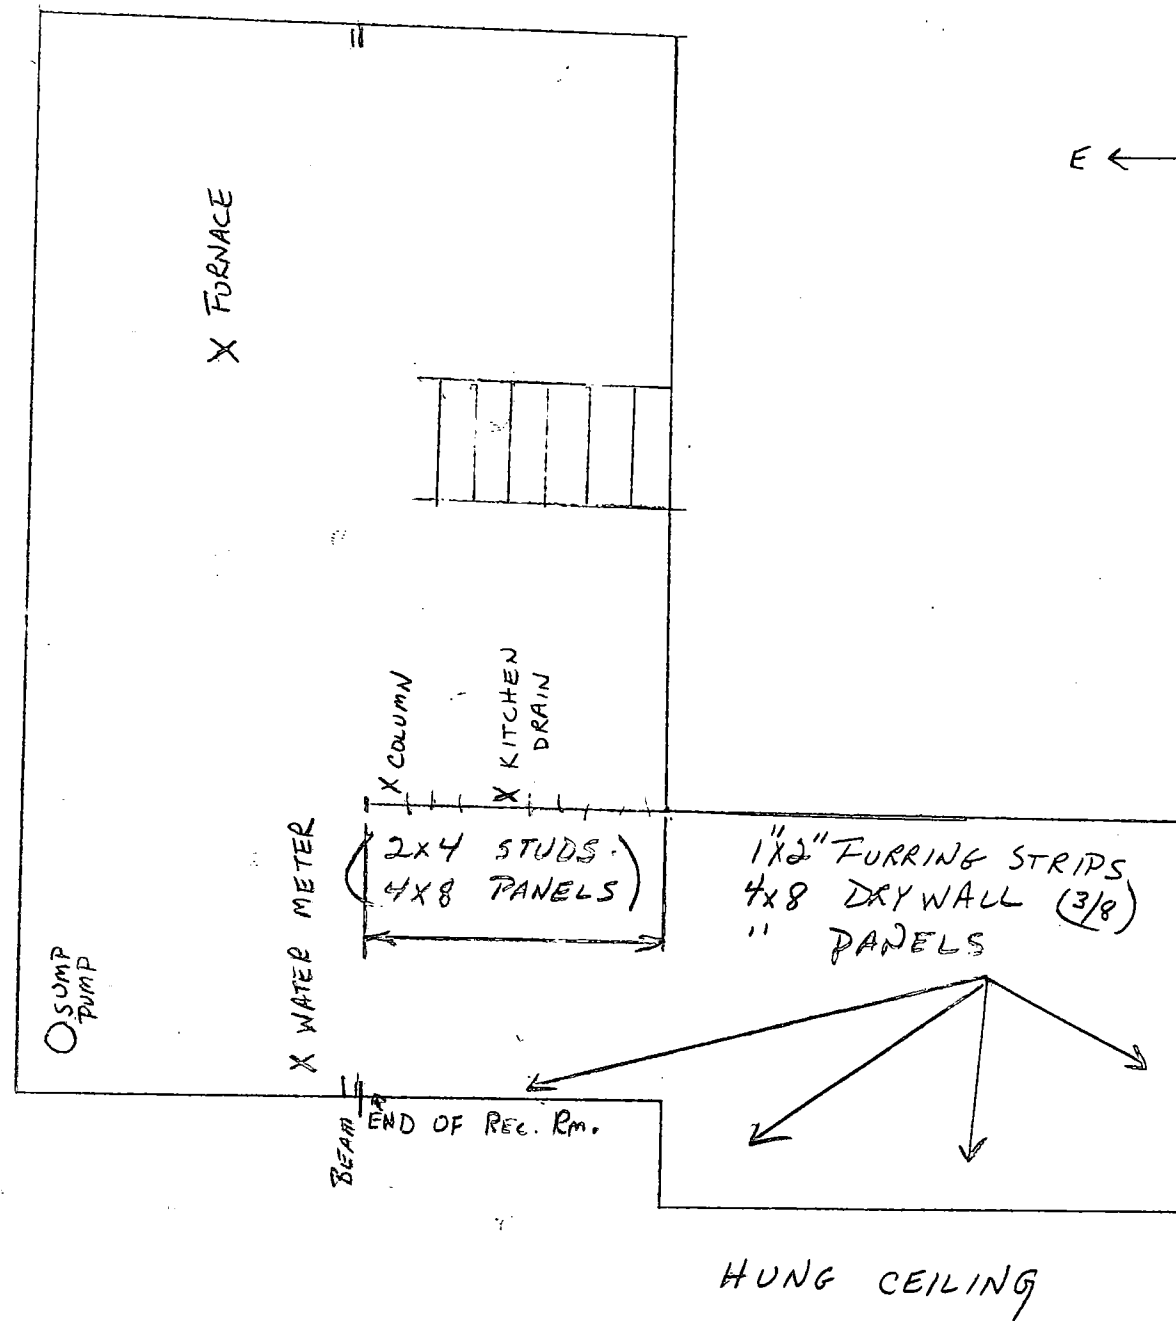 E
X FURNACE
X COLUMN
X KITCHEN
DRAIN
X WATER METER
2x4 STUDS.
4x8 PANELS
1"x2" FURRING STRIPS
4x8 DRYWALL (3/8)
" PANELS
SUMP
PUMP
BEAM
END OF REC. RM.
HUNG CEILING